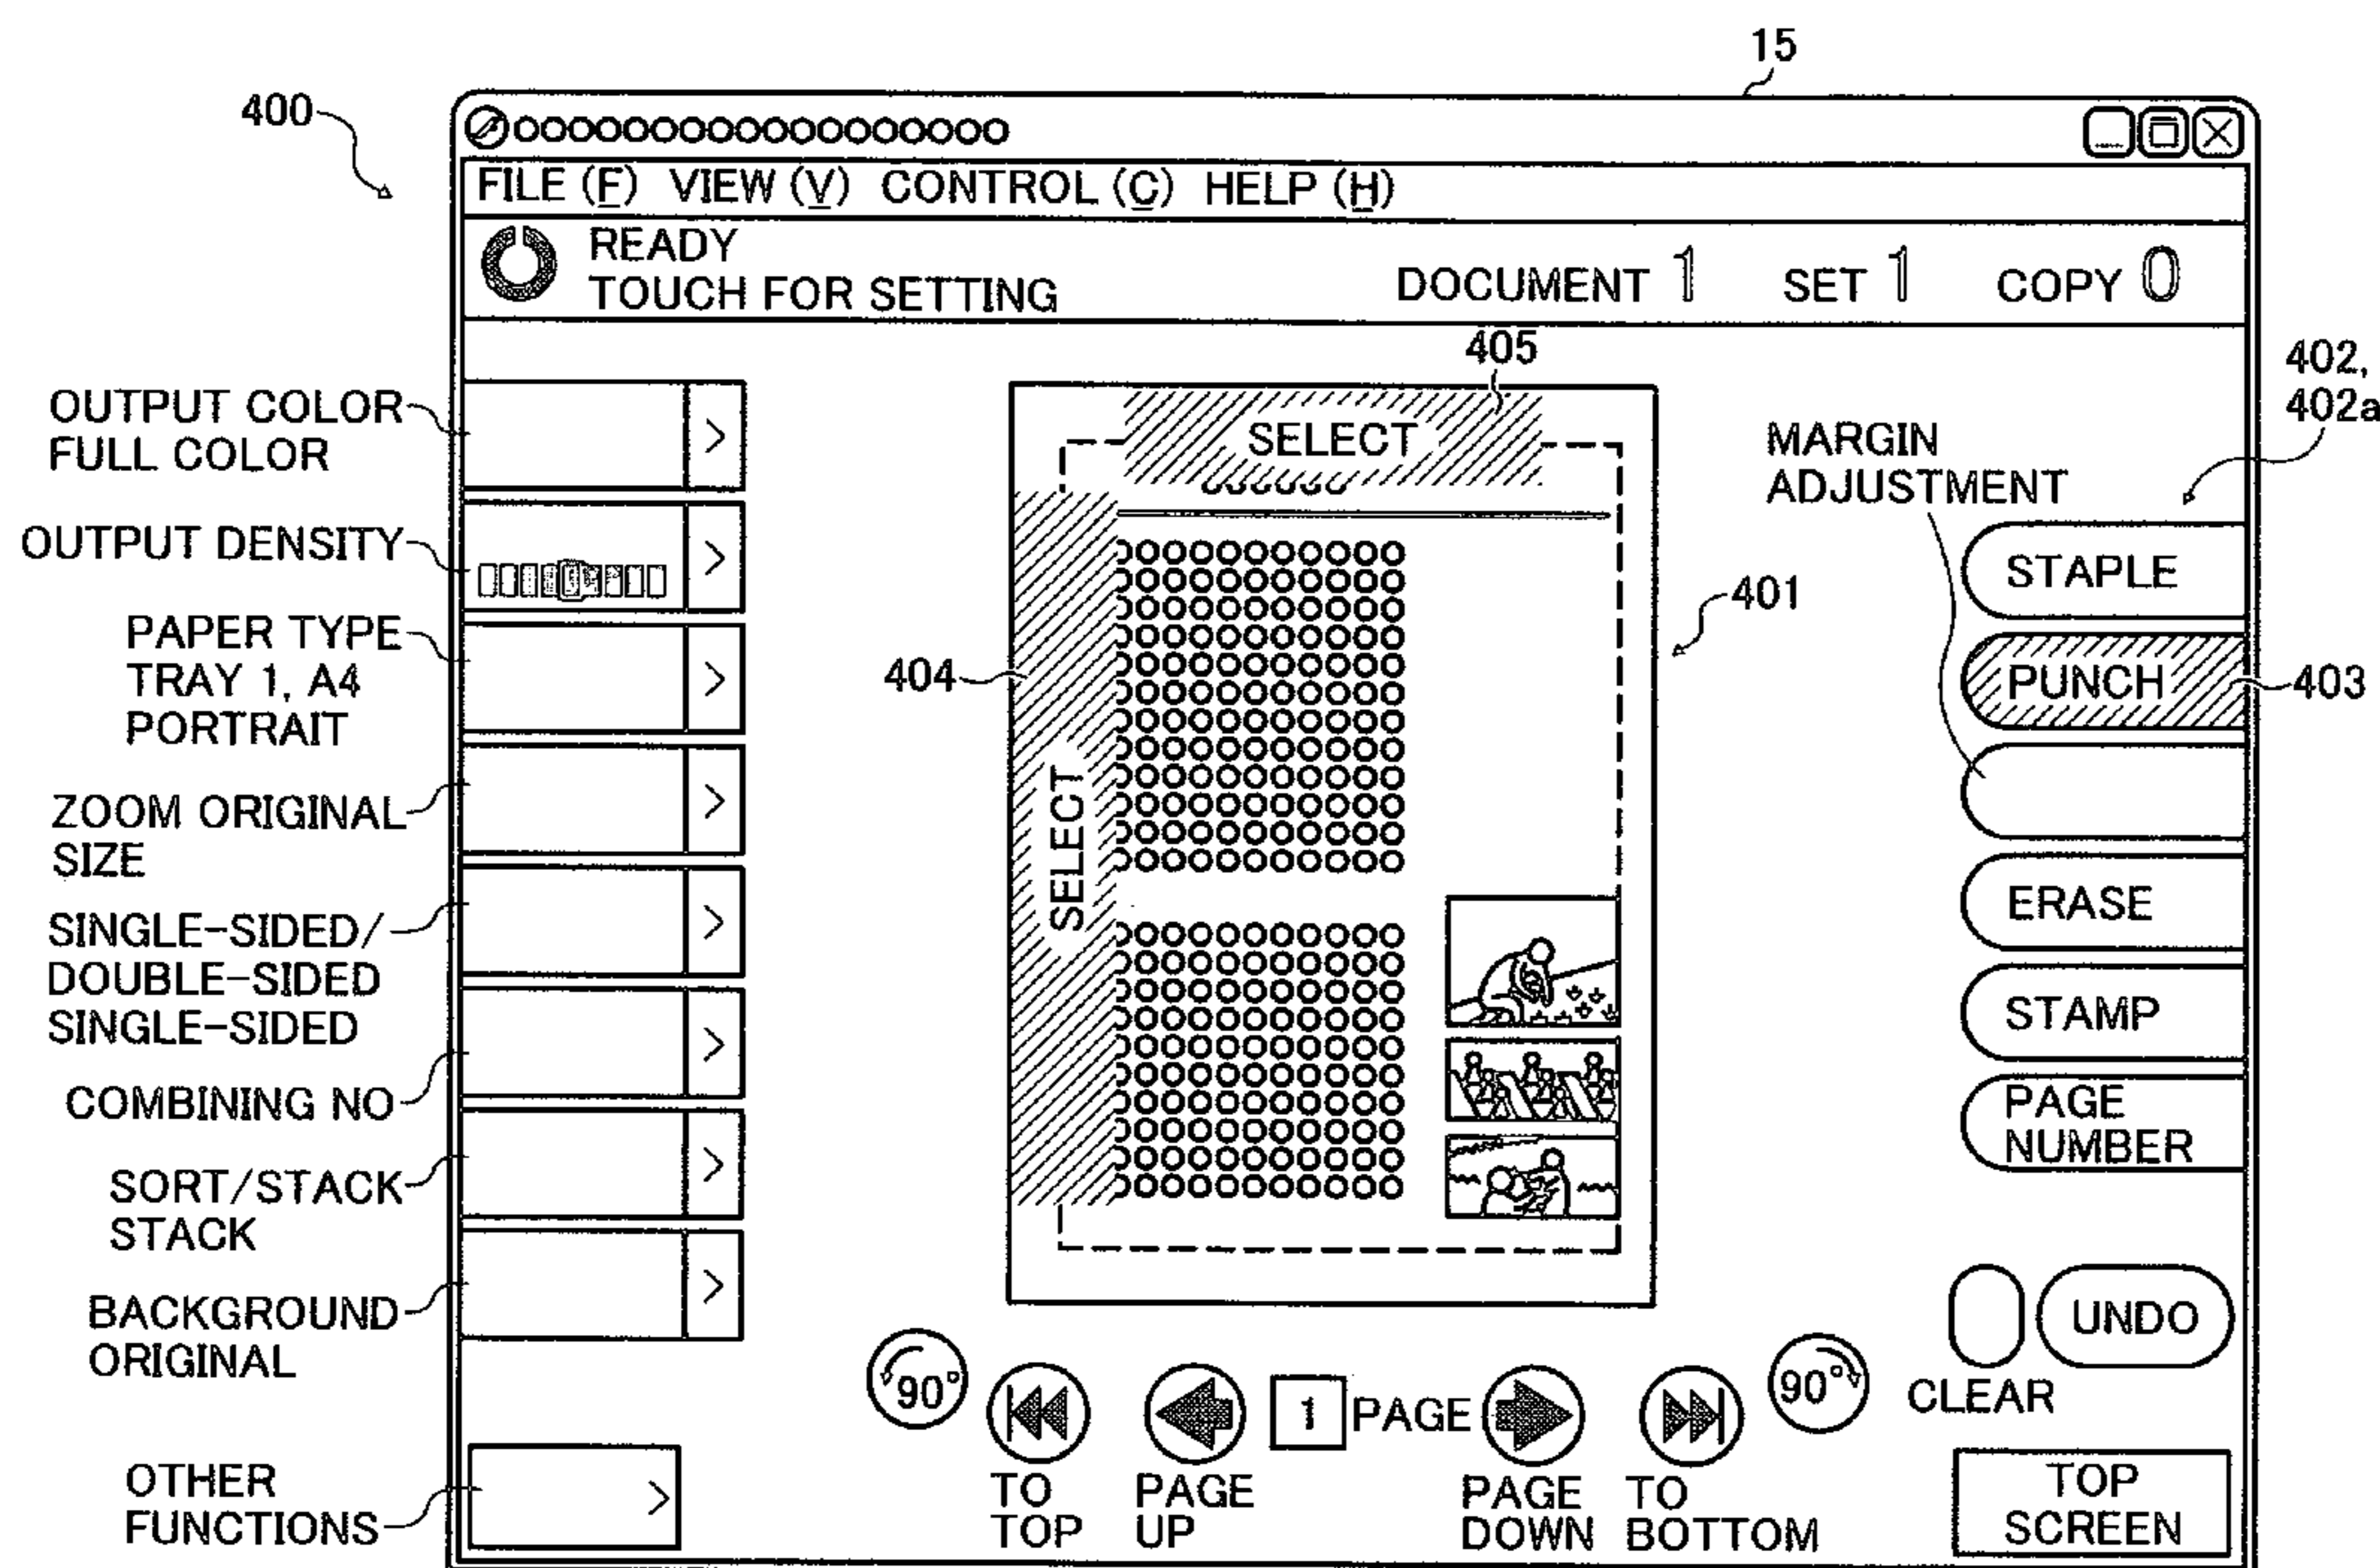 15
400
FILE (F) VIEW (V) CONTROL (C) HELP (H)
READY
TOUCH FOR SETTING
DOCUMENT 1 SET 1 COPY 0
405
402,
402a
OUTPUT COLOR
FULL COLOR
SELECT
MARGIN
ADJUSTMENT
OUTPUT DENSITY
STAPLE
401
PAPER TYPE
TRAY 1, A4
PORTRAIT
404
PUNCH
403
SELECT
ZOOM ORIGINAL
SIZE
ERASE
SINGLE-SIDED/
DOUBLE-SIDED
SINGLE-SIDED
STAMP
COMBINING NO
PAGE
NUMBER
SORT/STACK
STACK
BACKGROUND
ORIGINAL
UNDO
90°
1 PAGE
90°
CLEAR
OTHER
FUNCTIONS
TO
TOP
PAGE
UP
PAGE
DOWN
TO
BOTTOM
TOP
SCREEN